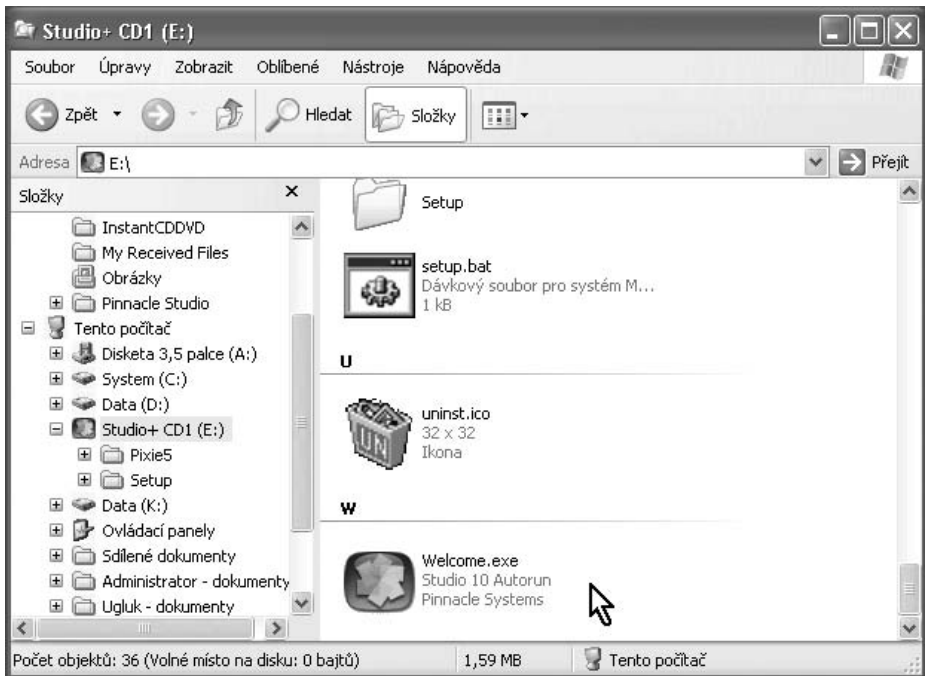 Studio+ CD1 (E:)
Soubor Úpravy Zobrazit Oblíbené Nástroje Nápověda
Zpět Hledat Složky
Adresa E:\ Přejít
Složky
InstantCDDVD
My Received Files
Obrázky
Pinnacle Studio
Tento počítač
Disketa 3,5 palce (A:)
System (C:)
Data (D:)
Studio+ CD1 (E:)
Pixie5
Setup
Data (K:)
Ovládací panely
Sdílené dokumenty
Administrator - dokumenty
Ugluk - dokumenty
Setup
setup.bat
Dávkový soubor pro systém M...
1 kB
U
UN
uninst.ico
32 x 32
Ikona
W
Welcome.exe
Studio 10 Autorun
Pinnacle Systems
Počet objektů: 36 (Volné místo na disku: 0 bajtů) 1,59 MB Tento počítač